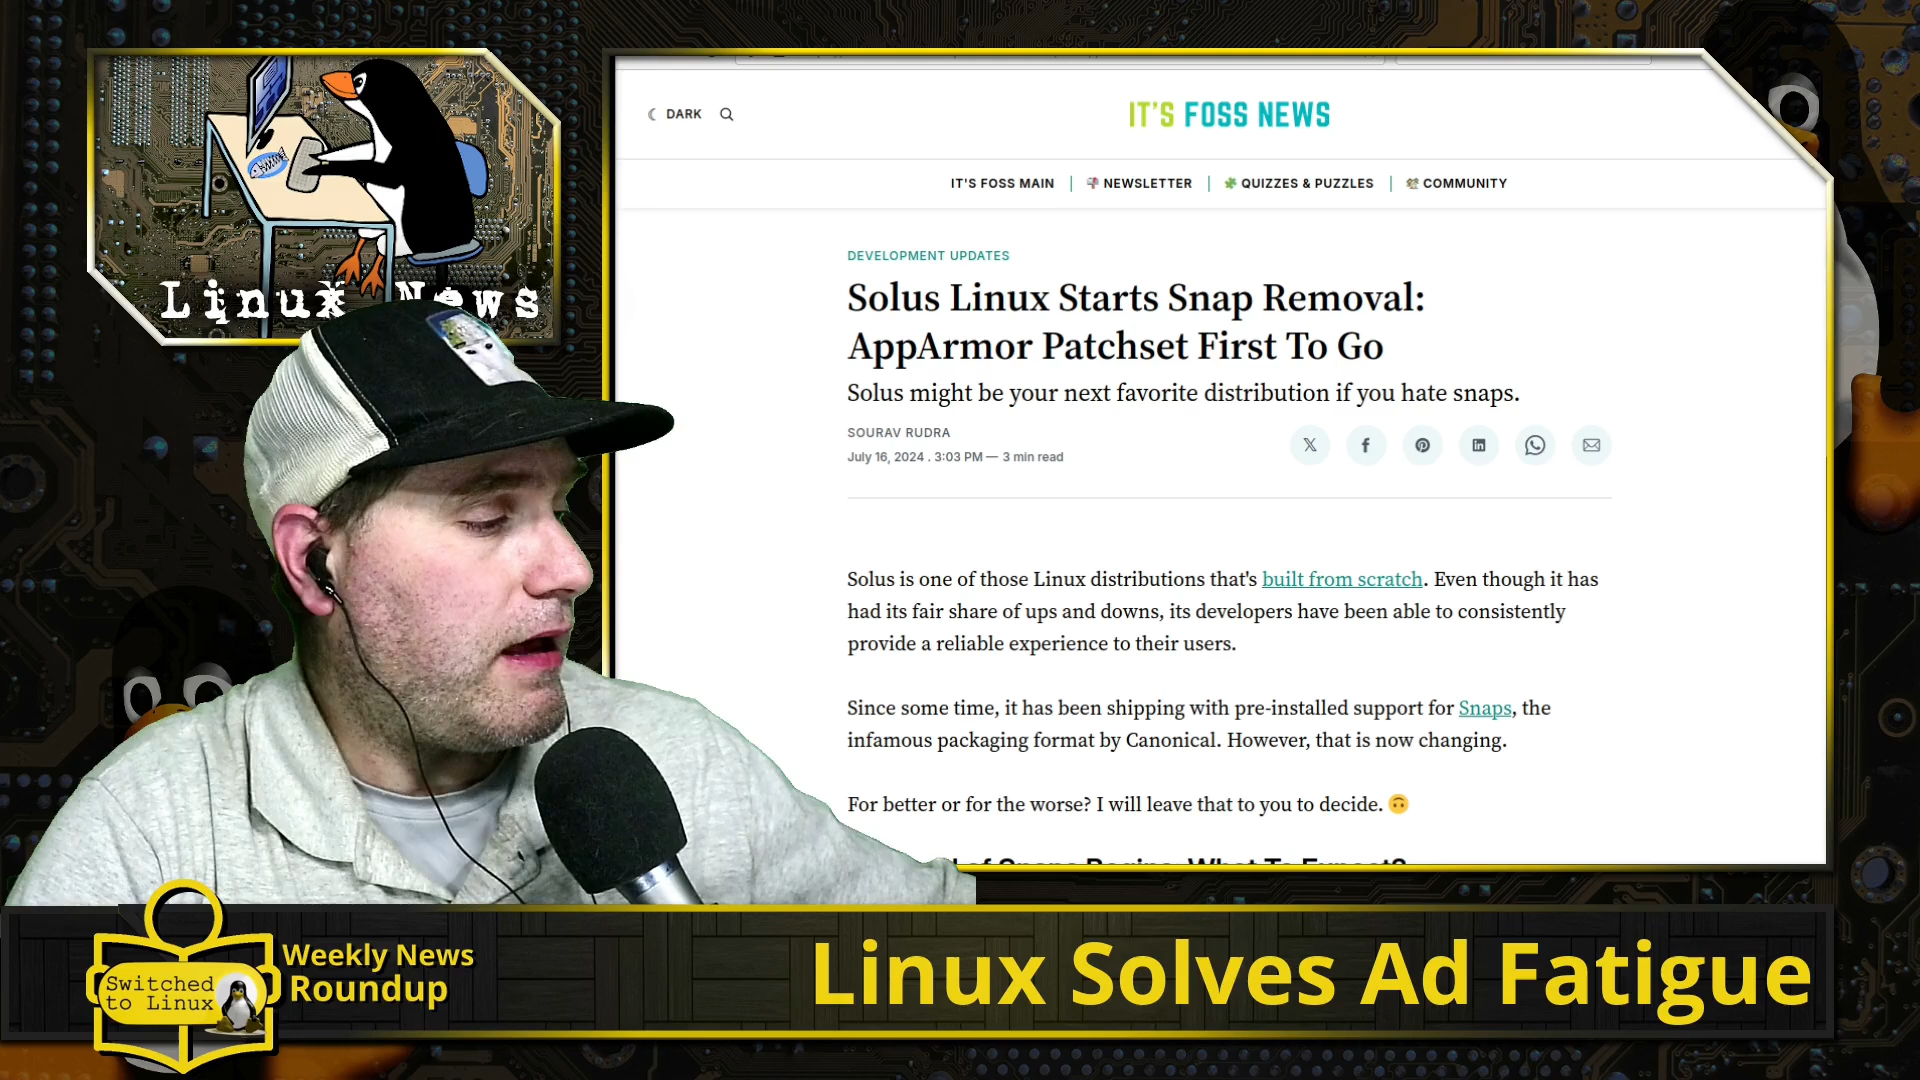 Linux News
DARK
IT'S FOSS NEWS
IT'S FOSS MAIN
NEWSLETTER
QUIZZES & PUZZLES
COMMUNITY
DEVELOPMENT UPDATES
Solus Linux Starts Snap Removal:
AppArmor Patchset First To Go
Solus might be your next favorite distribution if you hate snaps.
SOURAV RUDRA
July 16, 2024 . 3:03 PM — 3 min read
Solus is one of those Linux distributions that's built from scratch. Even though it has
had its fair share of ups and downs, its developers have been able to consistently
provide a reliable experience to their users.
Since some time, it has been shipping with pre-installed support for Snaps, the
infamous packaging format by Canonical. However, that is now changing.
For better or for the worse? I will leave that to you to decide. 🙃
of Snaps Begins: What To Expect?
Switched
to Linux
Weekly News
Roundup
Linux Solves Ad Fatigue